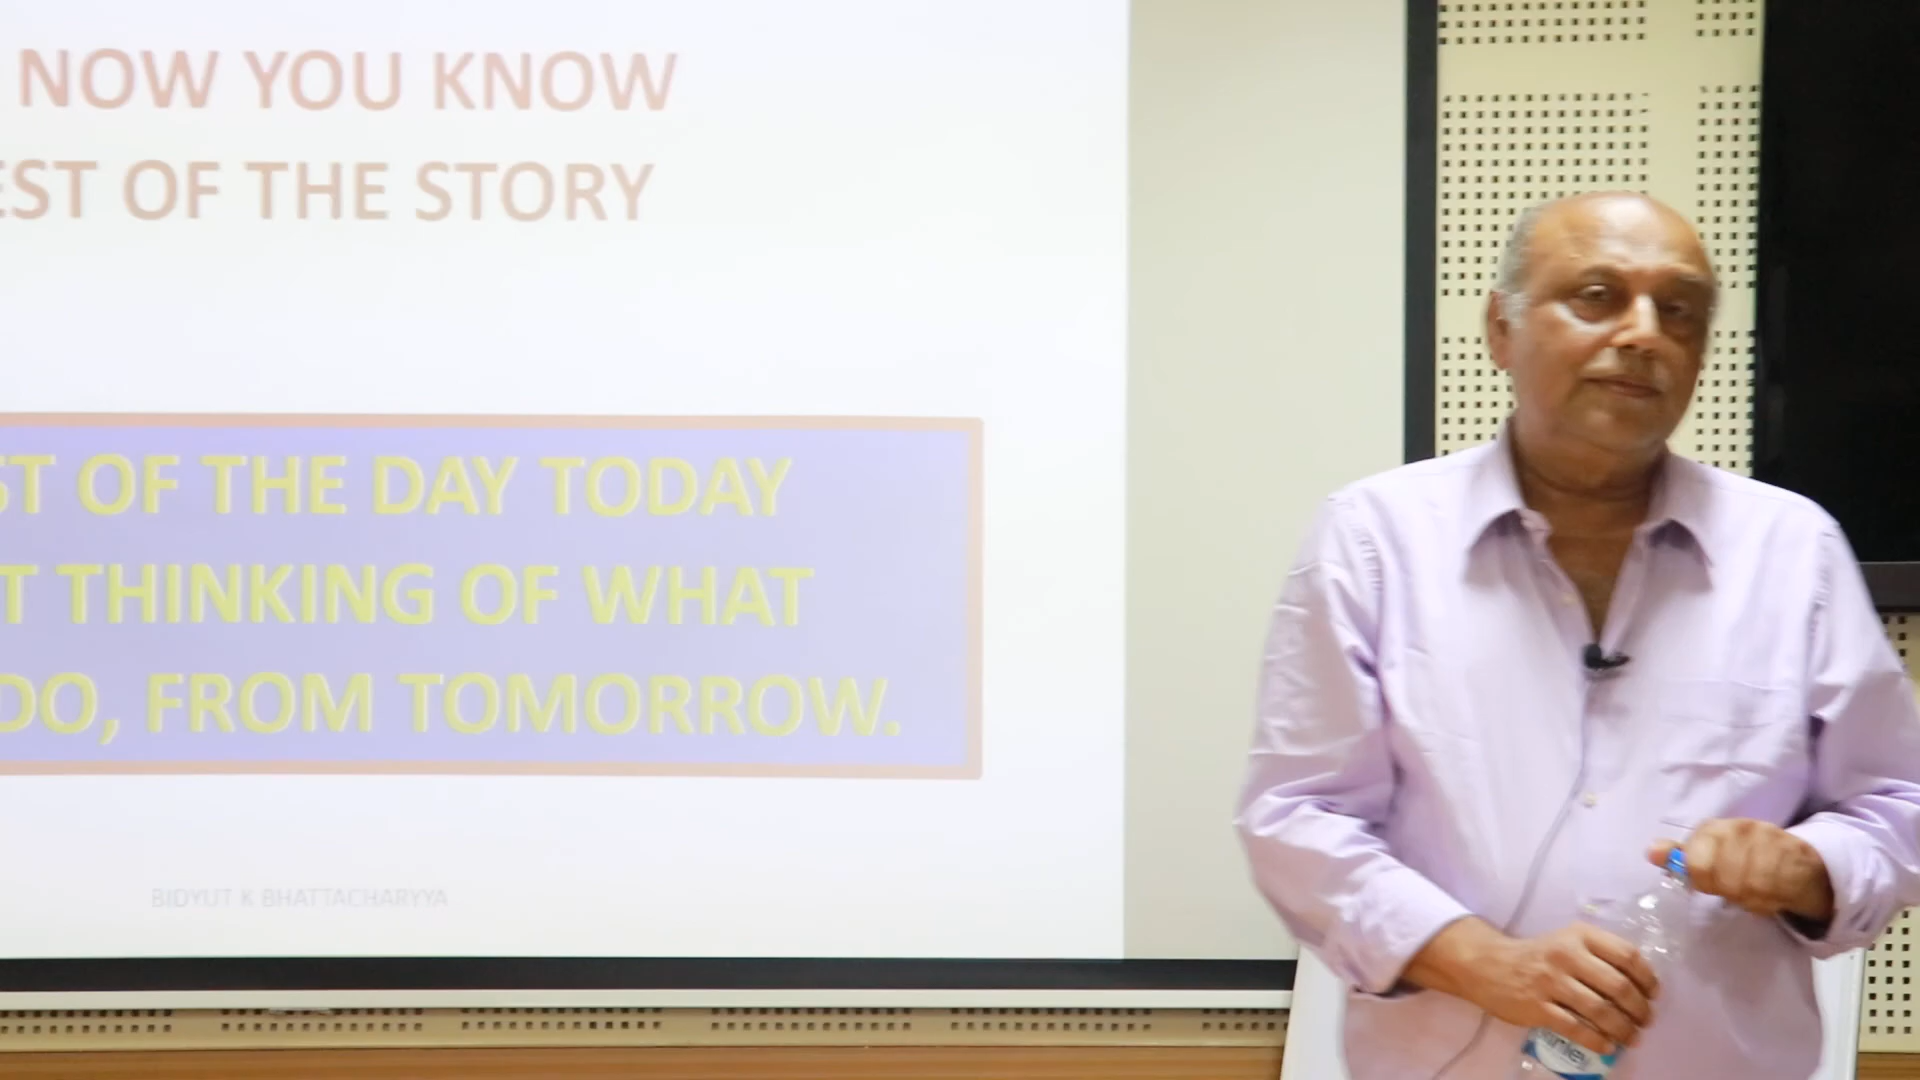 NOW YOU KNOW
EST OF THE STORY
ST OF THE DAY TODAY
T THINKING OF WHAT
DO, FROM TOMORROW.
BIDYUT K BHATTACHARYYA